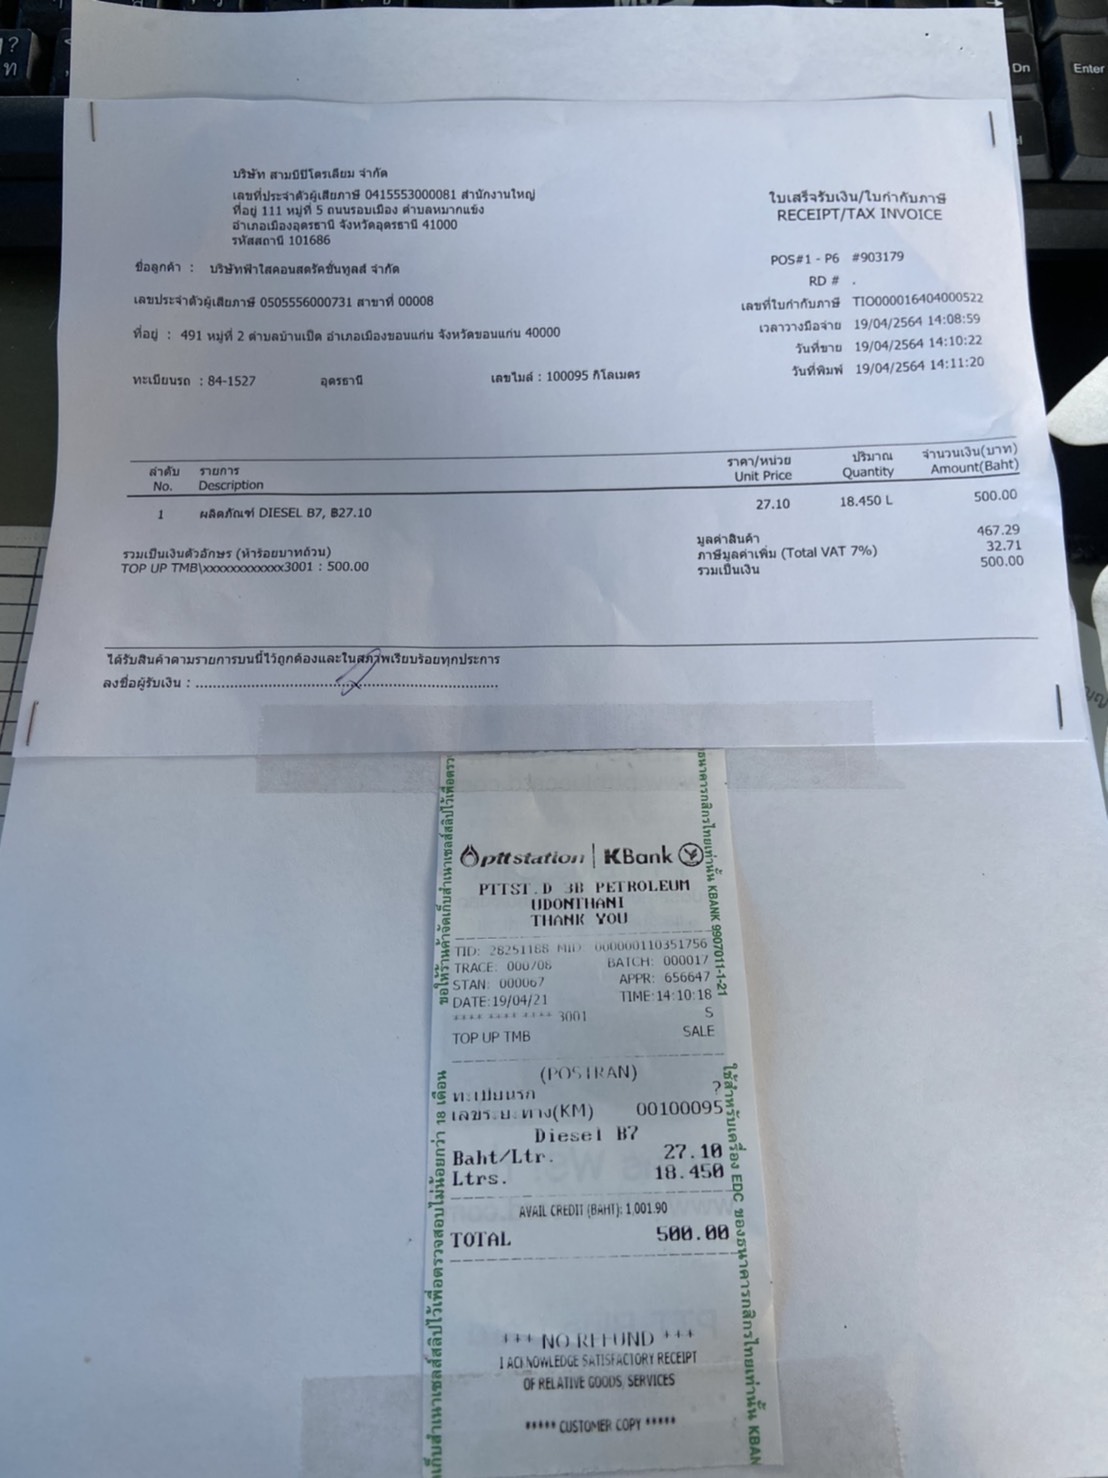 บริษัท สามบีปิโตรเลียม จำกัด
เลขที่ประจำตัวผู้เสียภาษี 0415553000081 สำนักงานใหญ่
ที่อยู่ 111 หมู่ที่ 5 ถนนรอบเมือง ตำบลหมากแข้ง
อำเภอเมืองอุดรธานี จังหวัดอุดรธานี 41000
รหัสสถานี 101686
ใบเสร็จรับเงิน/ใบกำกับภาษี
RECEIPT/TAX INVOICE
ชื่อลูกค้า : บริษัทฟ้าใสคอนสตรัคชั่นทูลส์ จำกัด
POS#1 - P6 #903179
RD # .
เลขประจำตัวผู้เสียภาษี 0505556000731 สาขาที่ 00008
เลขที่ใบกำกับภาษี TIO000016404000522
ที่อยู่ : 491 หมู่ที่ 2 ตำบลบ้านเป็ด อำเภอเมืองขอนแก่น จังหวัดขอนแก่น 40000
เวลาวางมือจ่าย 19/04/2564 14:08:59
วันที่ขาย 19/04/2564 14:10:22
วันที่พิมพ์ 19/04/2564 14:11:20
ทะเบียนรถ : 84-1527 อุดรธานี เลขไมล์ : 100095 กิโลเมตร
ลำดับ รายการ ราคา/หน่วย ปริมาณ จำนวนเงิน(บาท)
No. Description Unit Price Quantity Amount(Baht)
1 ผลิตภัณฑ์ DIESEL B7, ฿27.10 27.10 18.450 L 500.00
มูลค่าสินค้า 467.29
รวมเป็นเงินตัวอักษร (ห้าร้อยบาทถ้วน) ภาษีมูลค่าเพิ่ม (Total VAT 7%) 32.71
TOP UP TMB\xxxxxxxxxxxx3001 : 500.00 รวมเป็นเงิน 500.00
ได้รับสินค้าตามรายการบนนี้ไว้ถูกต้องและในสภาพเรียบร้อยทุกประการ
ลงชื่อผู้รับเงิน :
pttstation | KBank
PTTST.D 3B PETROLEUM
UDONTHANI
THANK YOU
TID: 28251188 MID: 000000110351756
TRACE: 000708 BATCH: 000017
STAN: 000067 APPR: 656647
DATE:19/04/21 TIME:14:10:18
**** **** **** 3001 S
TOP UP TMB SALE
(POSTRAN)
ทะเบียนรถ ?
เลขระยะทาง(KM) 00100095
Diesel B7
Baht/Ltr. 27.10
Ltrs. 18.450
AVAIL CREDIT (BAHT): 1,001.90
TOTAL 500.00
+++ NO REFUND +++
I ACKNOWLEDGE SATISFACTORY RECEIPT
OF RELATIVE GOODS, SERVICES
***** CUSTOMER COPY *****
ขอให้ร้านค้าจัดเก็บสำเนาเซลส์สลิปไว้เพื่อตรวจ
เก็บสำเนาเซลส์สลิปไว้เพื่อตรวจสอบไม่น้อยกว่า 18 เดือน
ธนาคารกสิกรไทยเท่านั้น KBANK 9907011-1-21
ใช้สำหรับเครื่อง EDC ของธนาคารกสิกรไทยเท่านั้น KBAN
Dn
Enter